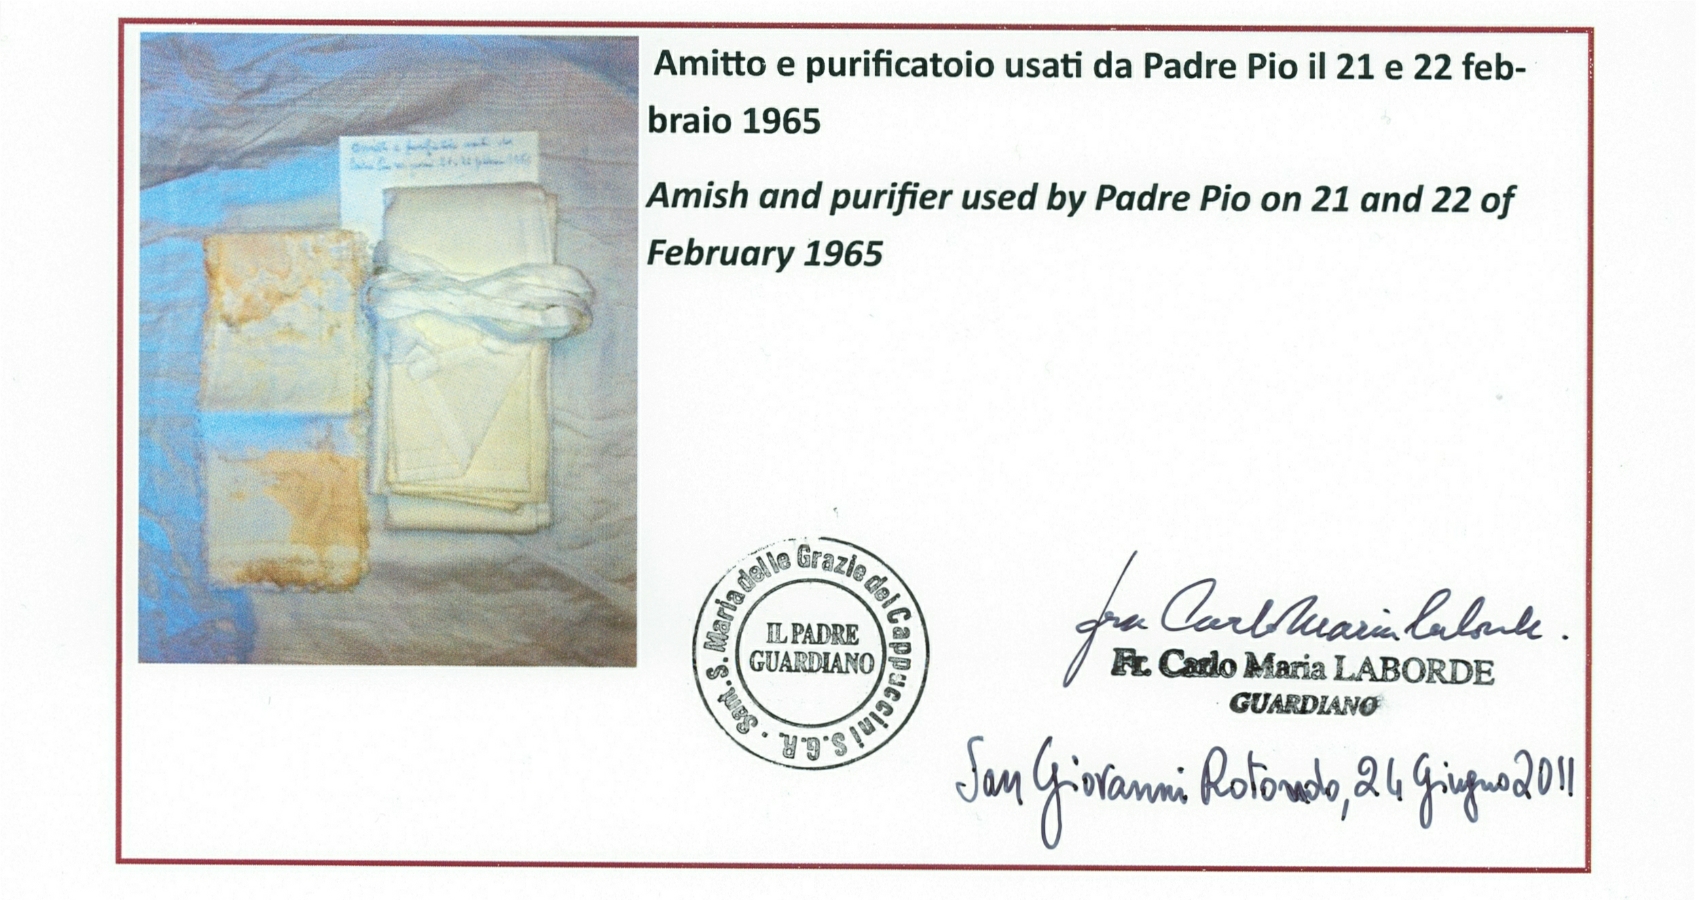 Amitto e purificatoio usati da Padre Pio il 21 e 22 feb-
braio 1965
Amish and purifier used by Padre Pio on 21 and 22 of
February 1965
Sant. S. Maria delle Grazie dei Cappuccini S.G.R.
IL PADRE
GUARDIANO
fra Carlo Maria Laborde.
Fr. Carlo Maria LABORDE
GUARDIANO
San Giovanni Rotondo, 24 Giugno 2011